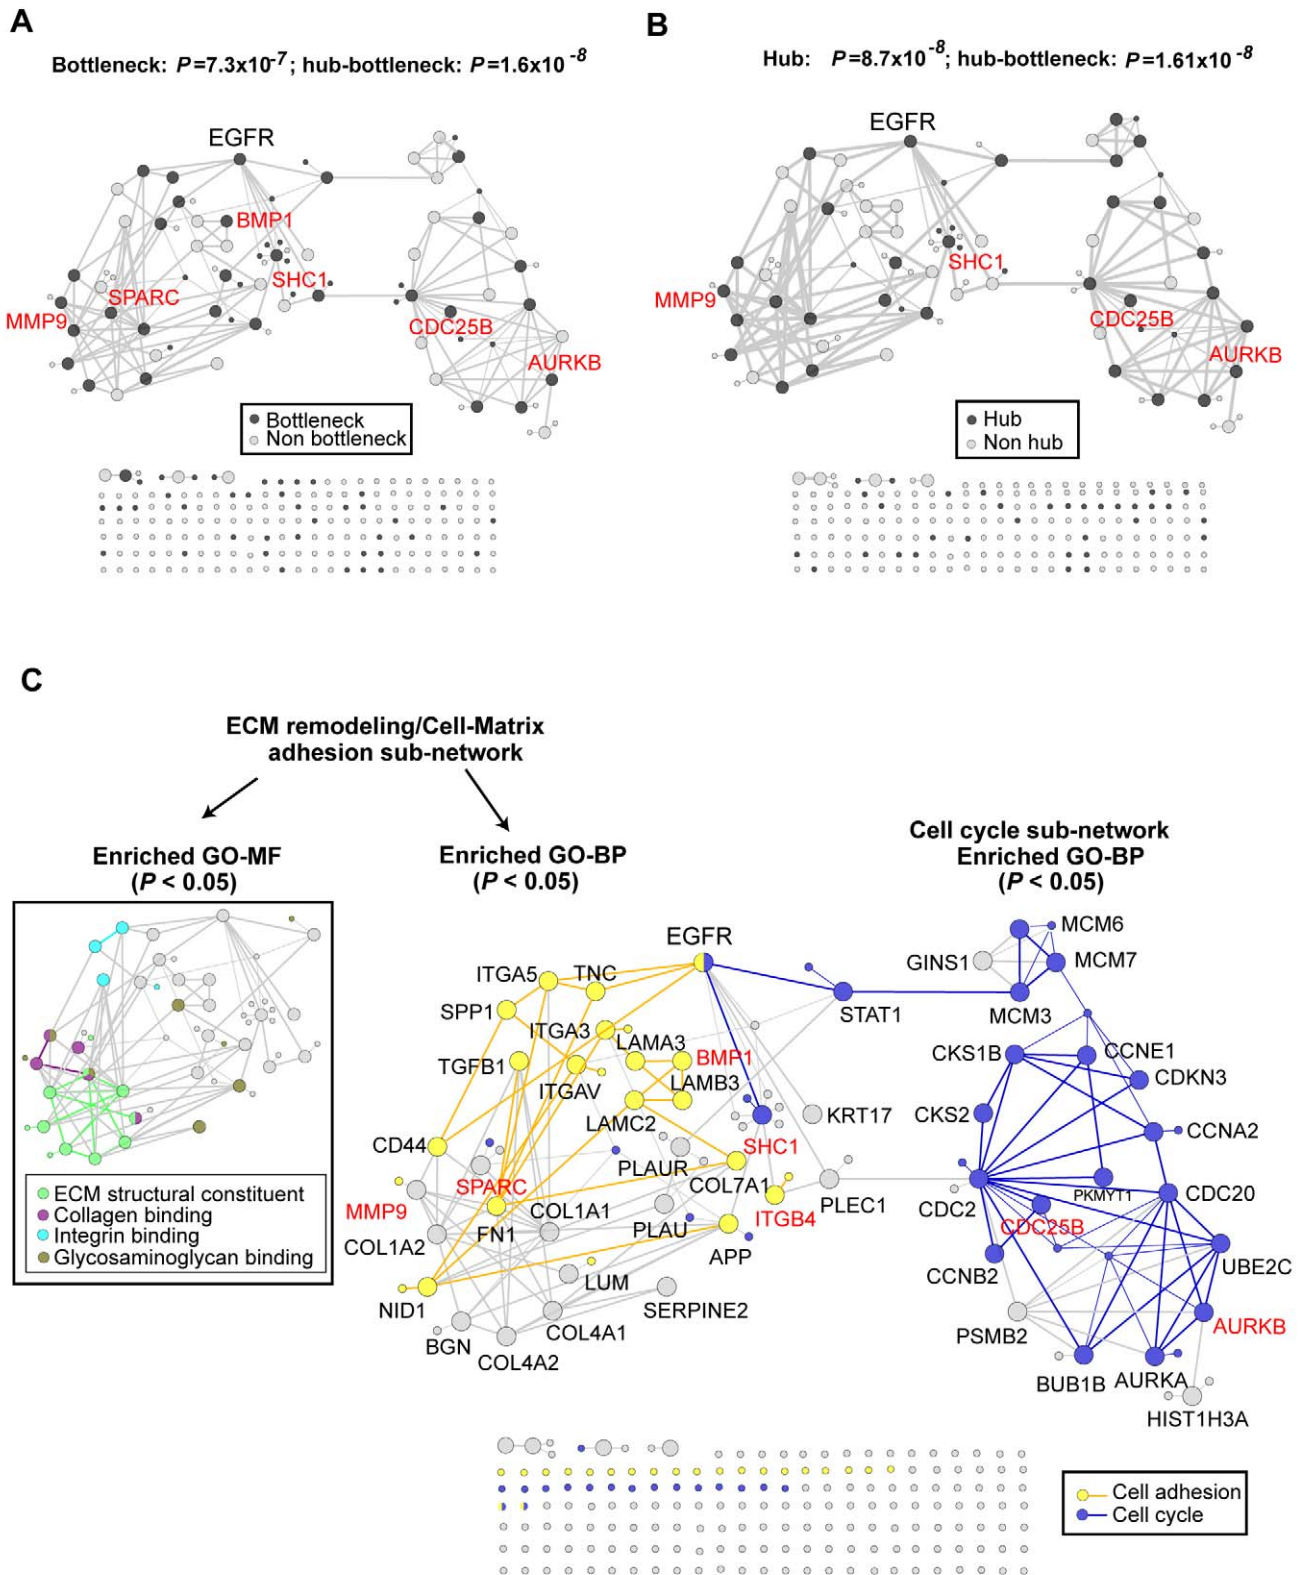 A
Bottleneck: P=7.3x10-7; hub-bottleneck: P=1.6x10 -8
EGFR
BMP1
SHC1
SPARC
MMP9
CDC25B
AURKB
Bottleneck
Non bottleneck
B
Hub: P=8.7x10-8; hub-bottleneck: P=1.61x10 -8
EGFR
SHC1
MMP9
CDC25B
AURKB
Hub
Non hub
C
ECM remodeling/Cell-Matrix
adhesion sub-network
Enriched GO-MF
(P < 0.05)
ECM structural constituent
Collagen binding
Integrin binding
Glycosaminoglycan binding
Enriched GO-BP
(P < 0.05)
Cell cycle sub-network
Enriched GO-BP
(P < 0.05)
EGFR
ITGA5
TNC
SPP1
ITGA3
LAMA3
BMP1
TGFB1
ITGAV
LAMB3
LAMC2
KRT17
CD44
SHC1
PLAUR
SPARC
COL7A1
PLEC1
MMP9
COL1A1
ITGB4
FN1
PLAU
COL1A2
APP
LUM
NID1
SERPINE2
BGN
COL4A1
COL4A2
STAT1
MCM6
GINS1
MCM7
MCM3
CKS1B
CCNE1
CDKN3
CKS2
CCNA2
CDC2
PKMYT1
CDC20
CDC25B
CCNB2
UBE2C
PSMB2
AURKB
BUB1B
AURKA
HIST1H3A
Cell adhesion
Cell cycle